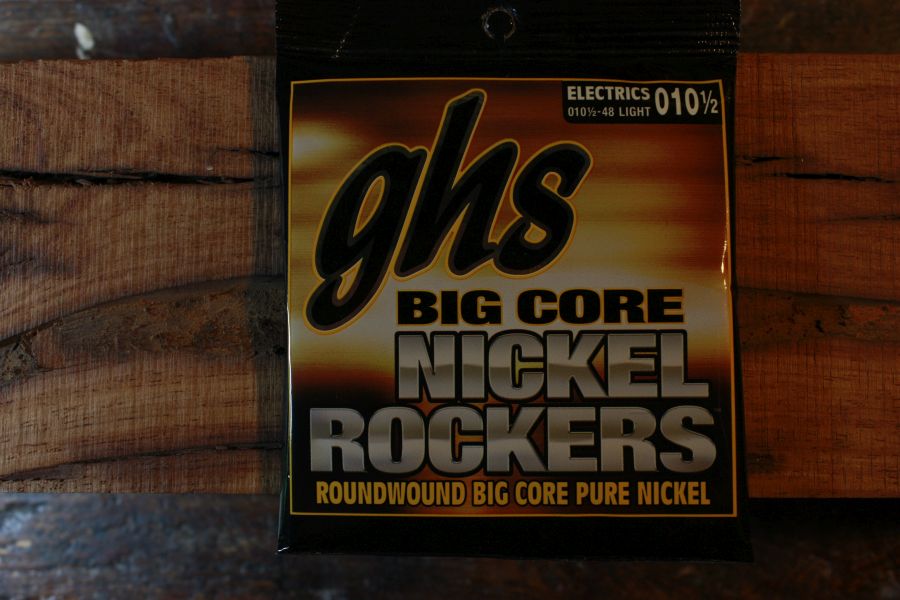 ELECTRICS 010½
010½-48 LIGHT
ghs
BIG CORE
NICKEL
ROCKERS
ROUNDWOUND BIG CORE PURE NICKEL